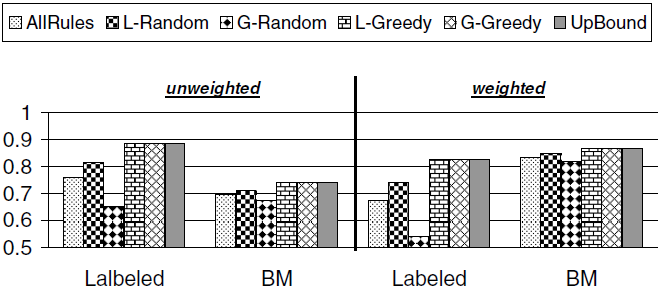 AllRules L-Random G-Random L-Greedy G-Greedy UpBound
unweighted weighted
1
0.9
0.8
0.7
0.6
0.5
Lalbeled BM Labeled BM